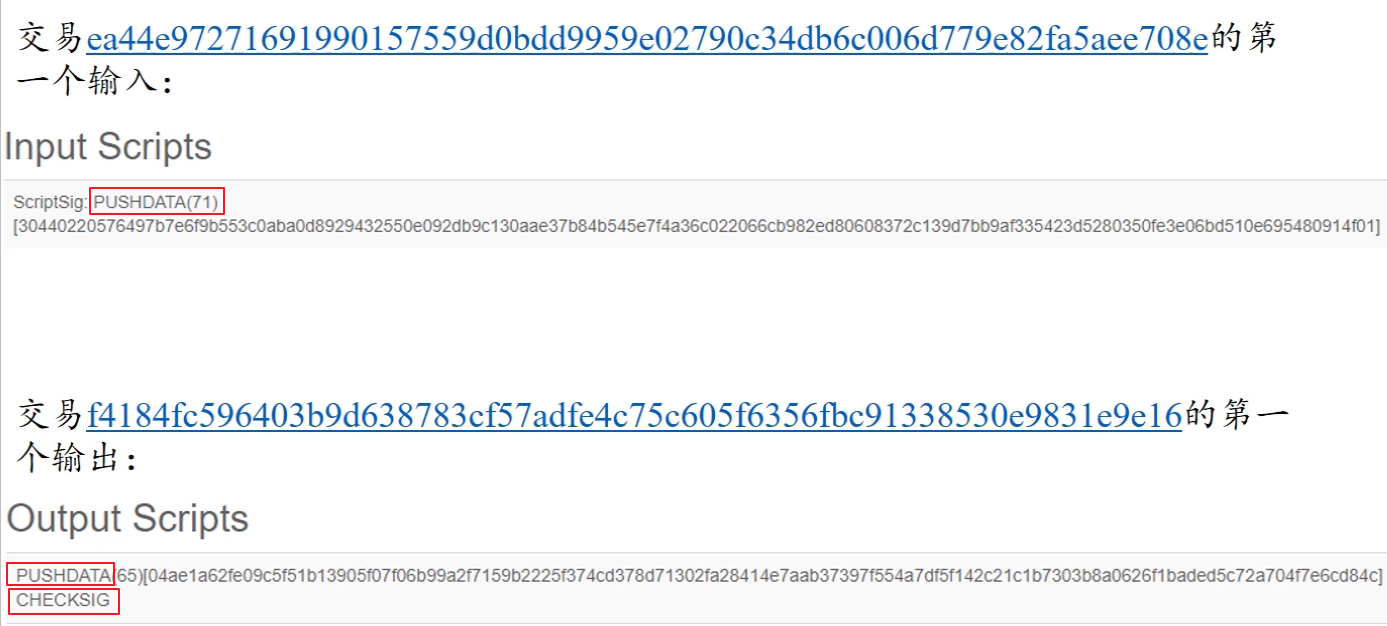 交易ea44e97271691990157559d0bdd9959e02790c34db6c006d779e82fa5aee708e的第
一个输入：
Input Scripts
ScriptSig: PUSHDATA(71)
[30440220576497b7e6f9b553c0aba0d8929432550e092db9c130aae37b84b545e7f4a36c022066cb982ed80608372c139d7bb9af335423d5280350fe3e06bd510e695480914f01]
交易f4184fc596403b9d638783cf57adfe4c75c605f6356fbc91338530e9831e9e16的第一
个输出：
Output Scripts
PUSHDATA(65)[04ae1a62fe09c5f51b13905f07f06b99a2f7159b2225f374cd378d71302fa28414e7aab37397f554a7df5f142c21c1b7303b8a0626f1baded5c72a704f7e6cd84c]
CHECKSIG